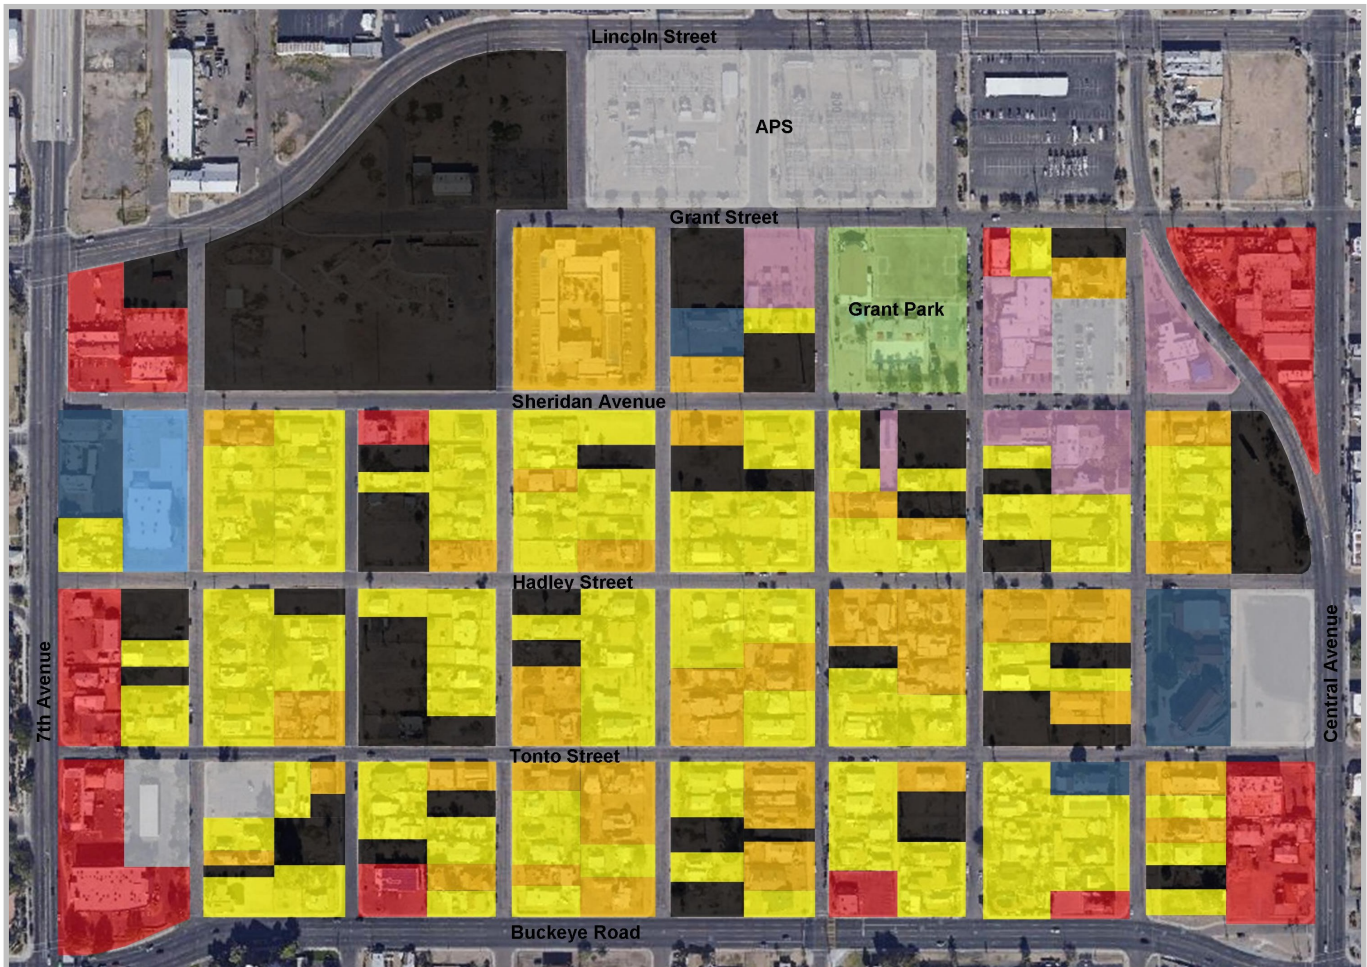 Lincoln Street
APS
Grant Street
Grant Park
Sheridan Avenue
Hadley Street
7th Avenue
Central Avenue
Tonto Street
Buckeye Road